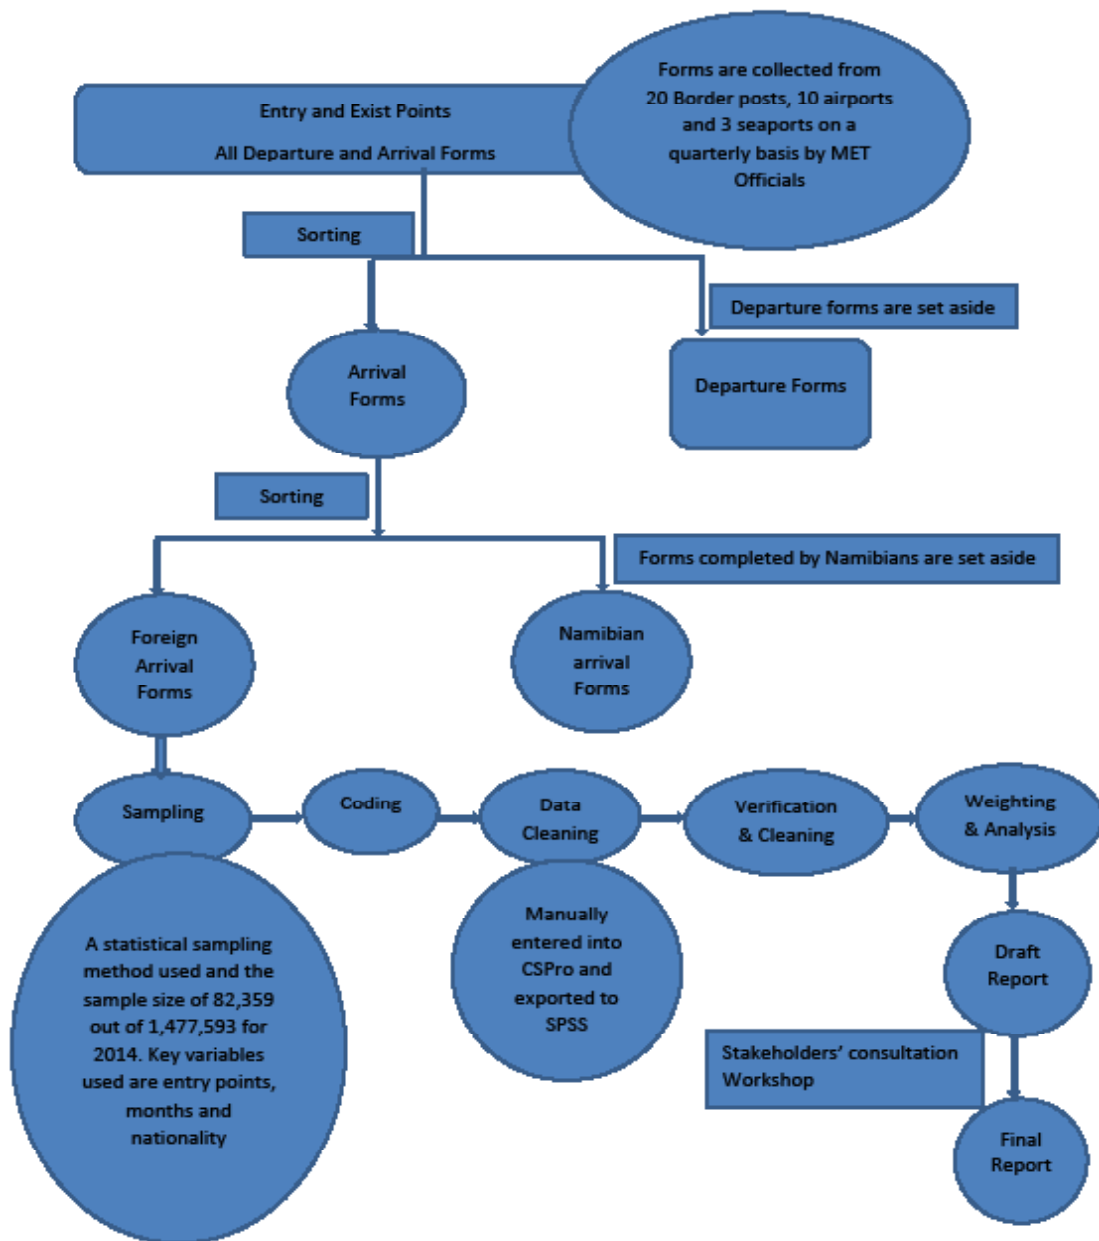 Entry and Exist Points
All Departure and Arrival Forms
Forms are collected from
20 Border posts, 10 airports
and 3 seaports on a
quarterly basis by MET
Officials
Sorting
Departure forms are set aside
Arrival
Forms
Departure Forms
Sorting
Forms completed by Namibians are set aside
Foreign
Arrival
Forms
Namibian
arrival
Forms
Sampling
Coding
Data
Cleaning
Verification
& Cleaning
Weighting
& Analysis
A statistical sampling
method used and the
sample size of 82,359
out of 1,477,593 for
2014. Key variables
used are entry points,
months and
nationality
Manually
entered into
CSPro and
exported to
SPSS
Draft
Report
Stakeholders’ consultation
Workshop
Final
Report